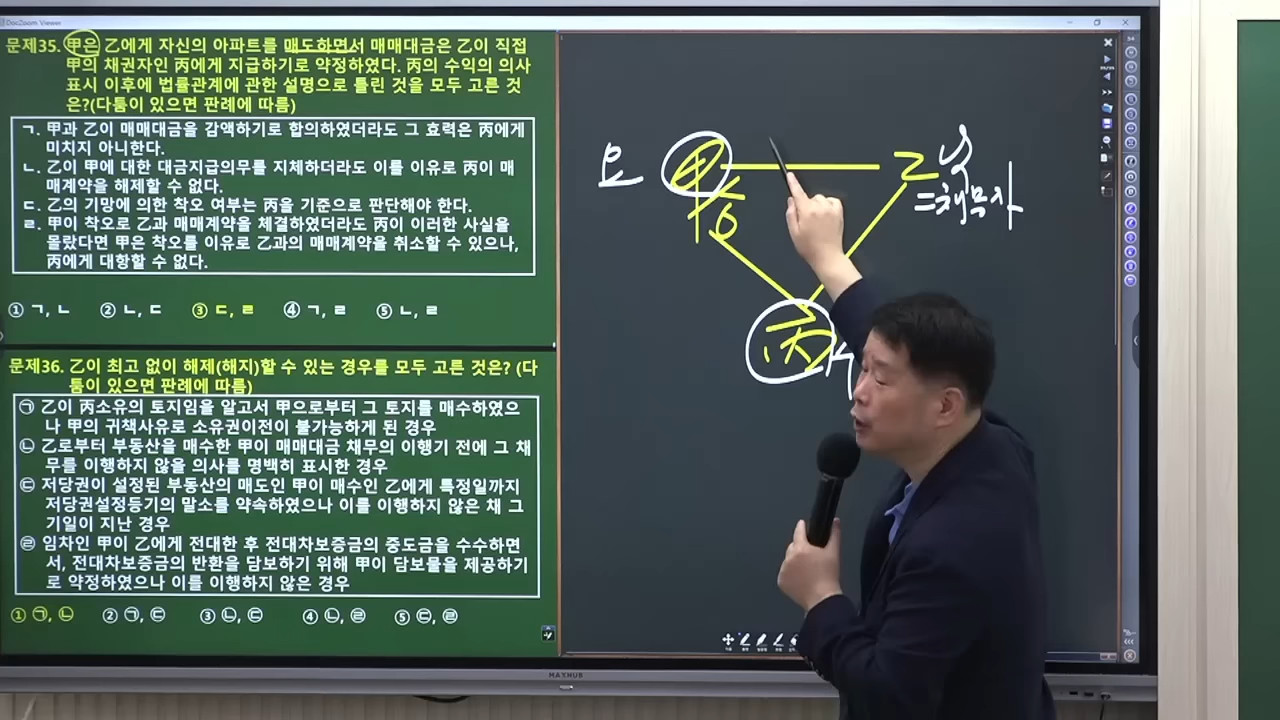 DocZoom Viewer
문제35. 甲은 乙에게 자신의 아파트를 매도하면서 매매대금은 乙이 직접
甲의 채권자인 丙에게 지급하기로 약정하였다. 丙의 수익의 의사
표시 이후에 법률관계에 관한 설명으로 틀린 것을 모두 고른 것
은?(다툼이 있으면 판례에 따름)
ㄱ. 甲과 乙이 매매대금을 감액하기로 합의하였더라도 그 효력은 丙에게
미치지 아니한다.
ㄴ. 乙이 甲에 대한 대금지급의무를 지체하더라도 이를 이유로 丙이 매
매계약을 해제할 수 없다.
ㄷ. 乙의 기망에 의한 착오 여부는 丙을 기준으로 판단해야 한다.
ㄹ. 甲이 착오로 乙과 매매계약을 체결하였더라도 丙이 이러한 사실을
몰랐다면 甲은 착오를 이유로 乙과의 매매계약을 취소할 수 있으나,
丙에게 대항할 수 없다.
① ㄱ, ㄴ ② ㄴ, ㄷ ③ ㄷ, ㄹ ④ ㄱ, ㄹ ⑤ ㄴ, ㄹ
문제36. 乙이 최고 없이 해제(해지)할 수 있는 경우를 모두 고른 것은? (다
툼이 있으면 판례에 따름)
㉠ 乙이 丙소유의 토지임을 알고서 甲으로부터 그 토지를 매수하였으
나 甲의 귀책사유로 소유권이전이 불가능하게 된 경우
㉡ 乙로부터 부동산을 매수한 甲이 매매대금 채무의 이행기 전에 그 채
무를 이행하지 않을 의사를 명백히 표시한 경우
㉢ 저당권이 설정된 부동산의 매도인 甲이 매수인 乙에게 특정일까지
저당권설정등기의 말소를 약속하였으나 이를 이행하지 않은 채 그
기일이 지난 경우
㉣ 임차인 甲이 乙에게 전대한 후 전대차보증금의 중도금을 수수하면
서, 전대차보증금의 반환을 담보하기 위해 甲이 담보물을 제공하기
로 약정하였으나 이를 이행하지 않은 경우
① ㉠, ㉡ ② ㉠, ㉢ ③ ㉡, ㉢ ④ ㉡, ㉣ ⑤ ㉢, ㉣
요 甲 乙 낙
=채무자
丙 수
MAXHUB